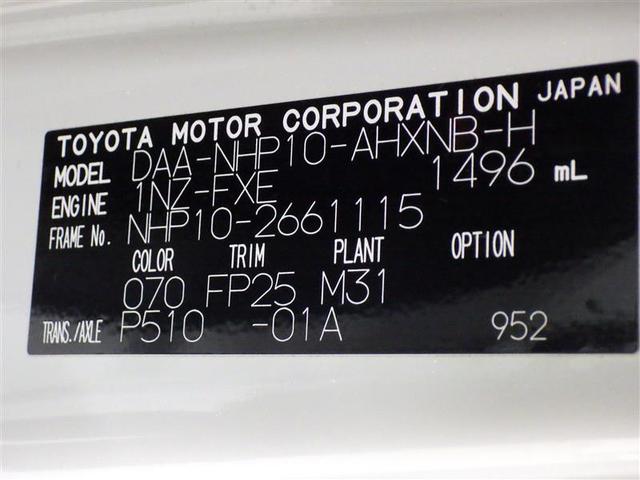 TOYOTA MOTOR CORPORATION JAPAN
MODEL DAA-NHP10-AHXNB-H
ENGINE 1NZ-FXE 1496 mL
FRAME No. NHP10-2661115
COLOR TRIM PLANT OPTION
070 FP25 M31
TRANS./AXLE P510 -01A 952